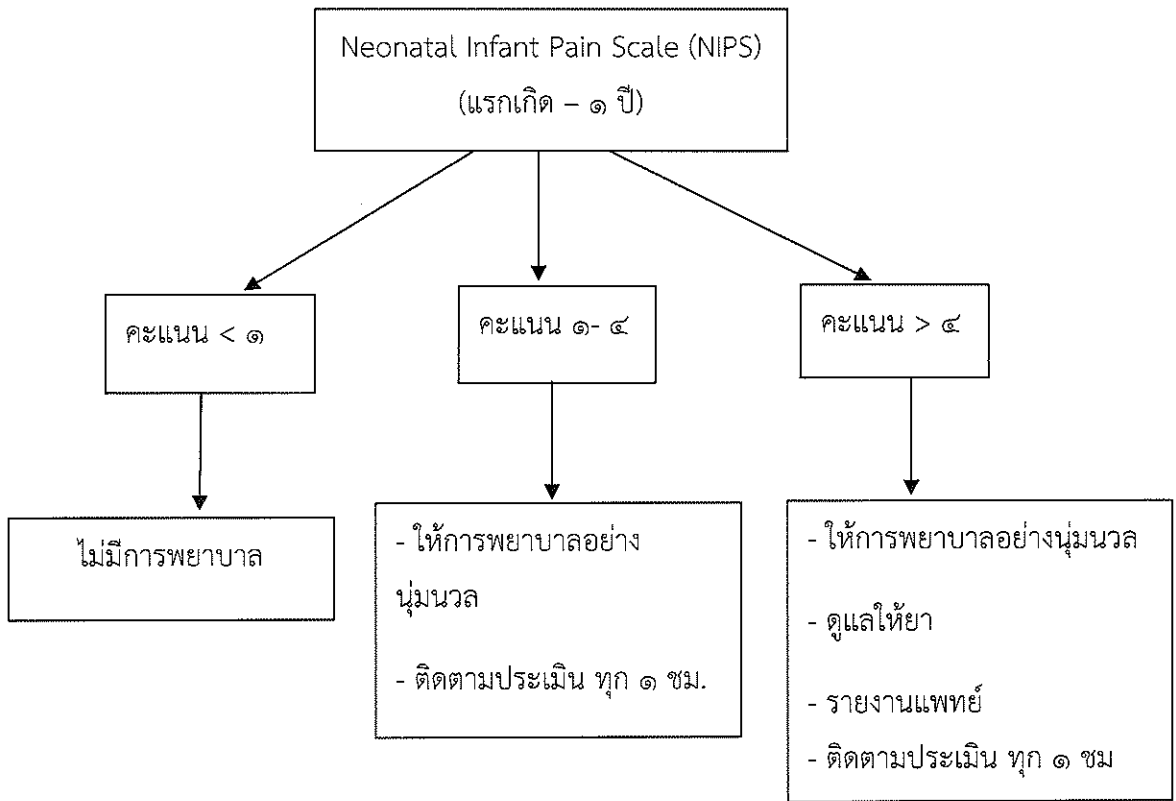 Neonatal Infant Pain Scale (NIPS)
(แรกเกิด – ๑ ปี)
คะแนน < ๑
คะแนน ๑- ๔
คะแนน > ๔
ไม่มีการพยาบาล
- ให้การพยาบาลอย่าง
นุ่มนวล
- ติดตามประเมิน ทุก ๑ ชม.
- ให้การพยาบาลอย่างนุ่มนวล
- ดูแลให้ยา
- รายงานแพทย์
- ติดตามประเมิน ทุก ๑ ชม